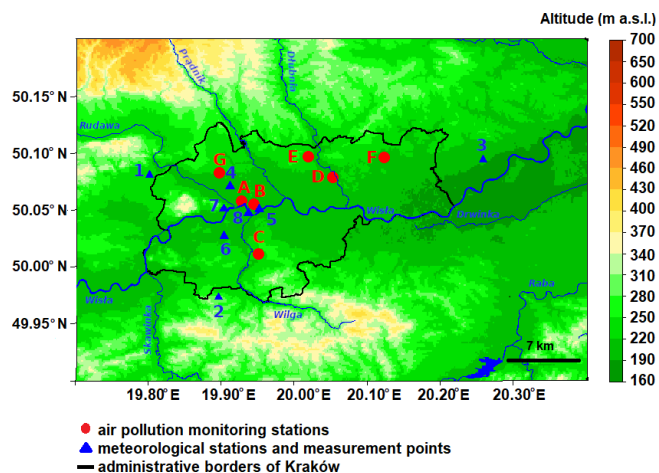 Altitude (m a.s.l.)
700
650
600
550
520
490
460
430
400
370
340
310
280
250
220
190
160
50.15° N
50.10° N
50.05° N
50.00° N
49.95° N
Prądnik
Dłubnia
Rudawa
1
G
4
E
D
F
3
A
B
7
8
5
6
C
2
Wisła
Drwinka
Wisła
Skawinka
Wilga
Raba
7 km
19.80° 19.90° 20.00° 20.10° 20.20° 20.30° E
air pollution monitoring stations
meteorological stations and measurement points
administrative borders of Kraków